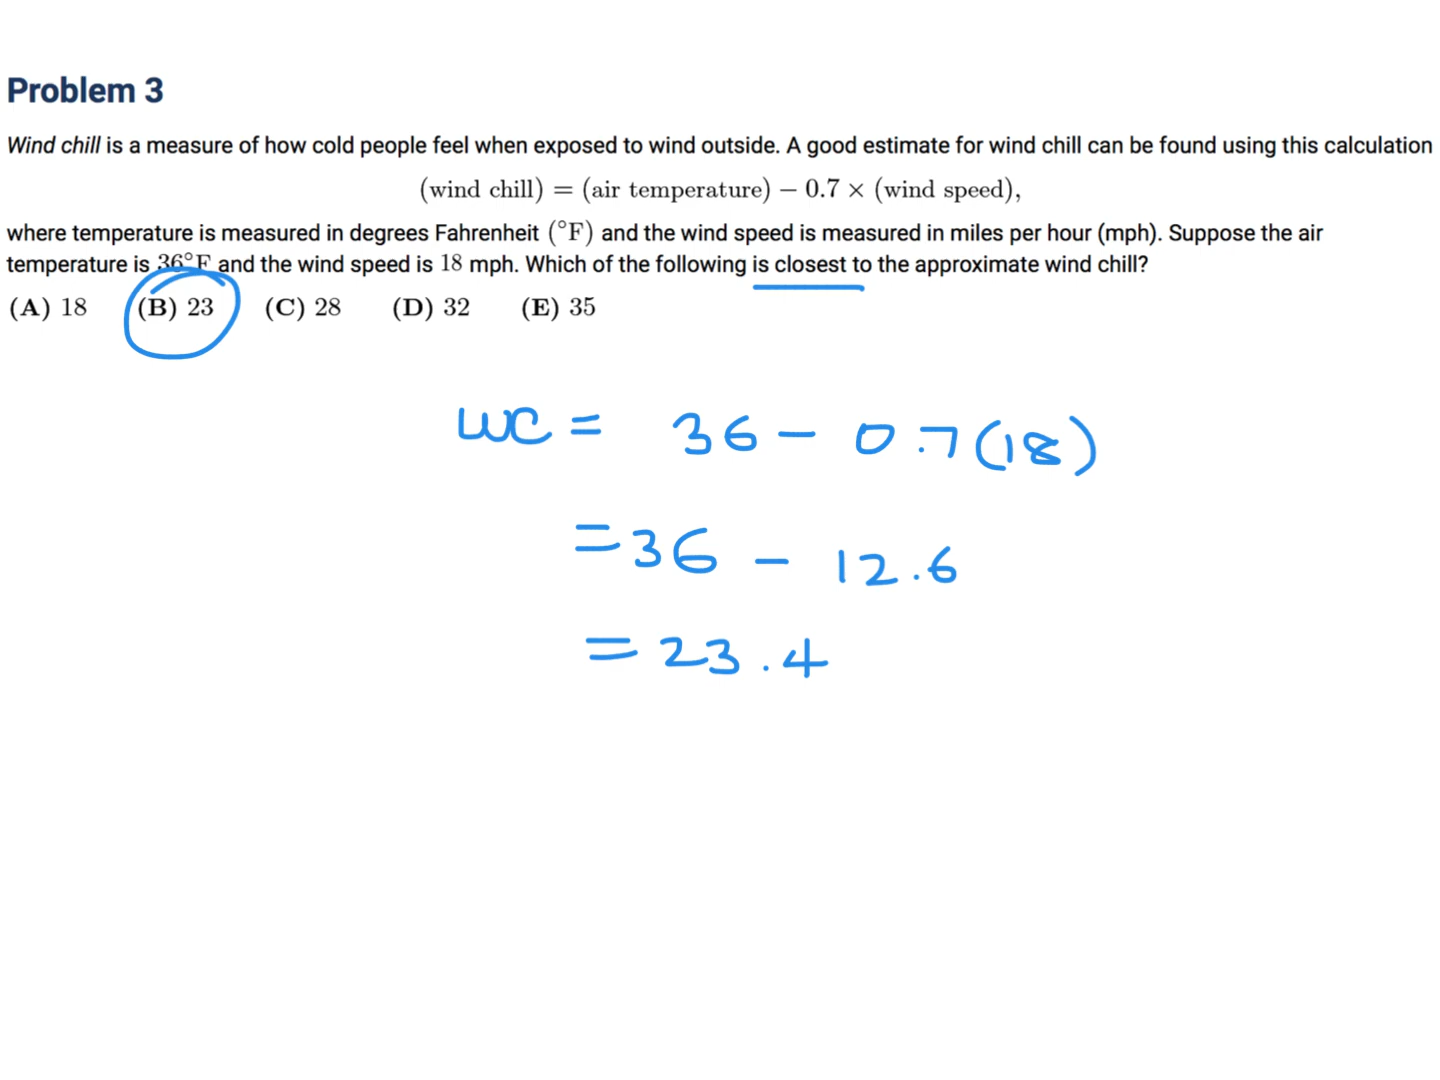 Problem 3
Wind chill is a measure of how cold people feel when exposed to wind outside. A good estimate for wind chill can be found using this calculation
(wind chill) = (air temperature) − 0.7 × (wind speed),
where temperature is measured in degrees Fahrenheit (°F) and the wind speed is measured in miles per hour (mph). Suppose the air
temperature is 36°F and the wind speed is 18 mph. Which of the following is closest to the approximate wind chill?
(A) 18 (B) 23 (C) 28 (D) 32 (E) 35
WC = 36 − 0.7(18)
= 36 − 12.6
= 23.4